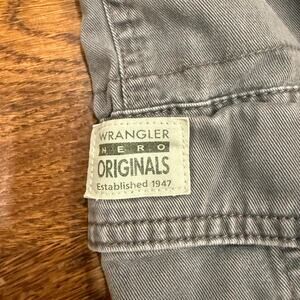 WRANGLER
HERO
ORIGINALS
Established 1947